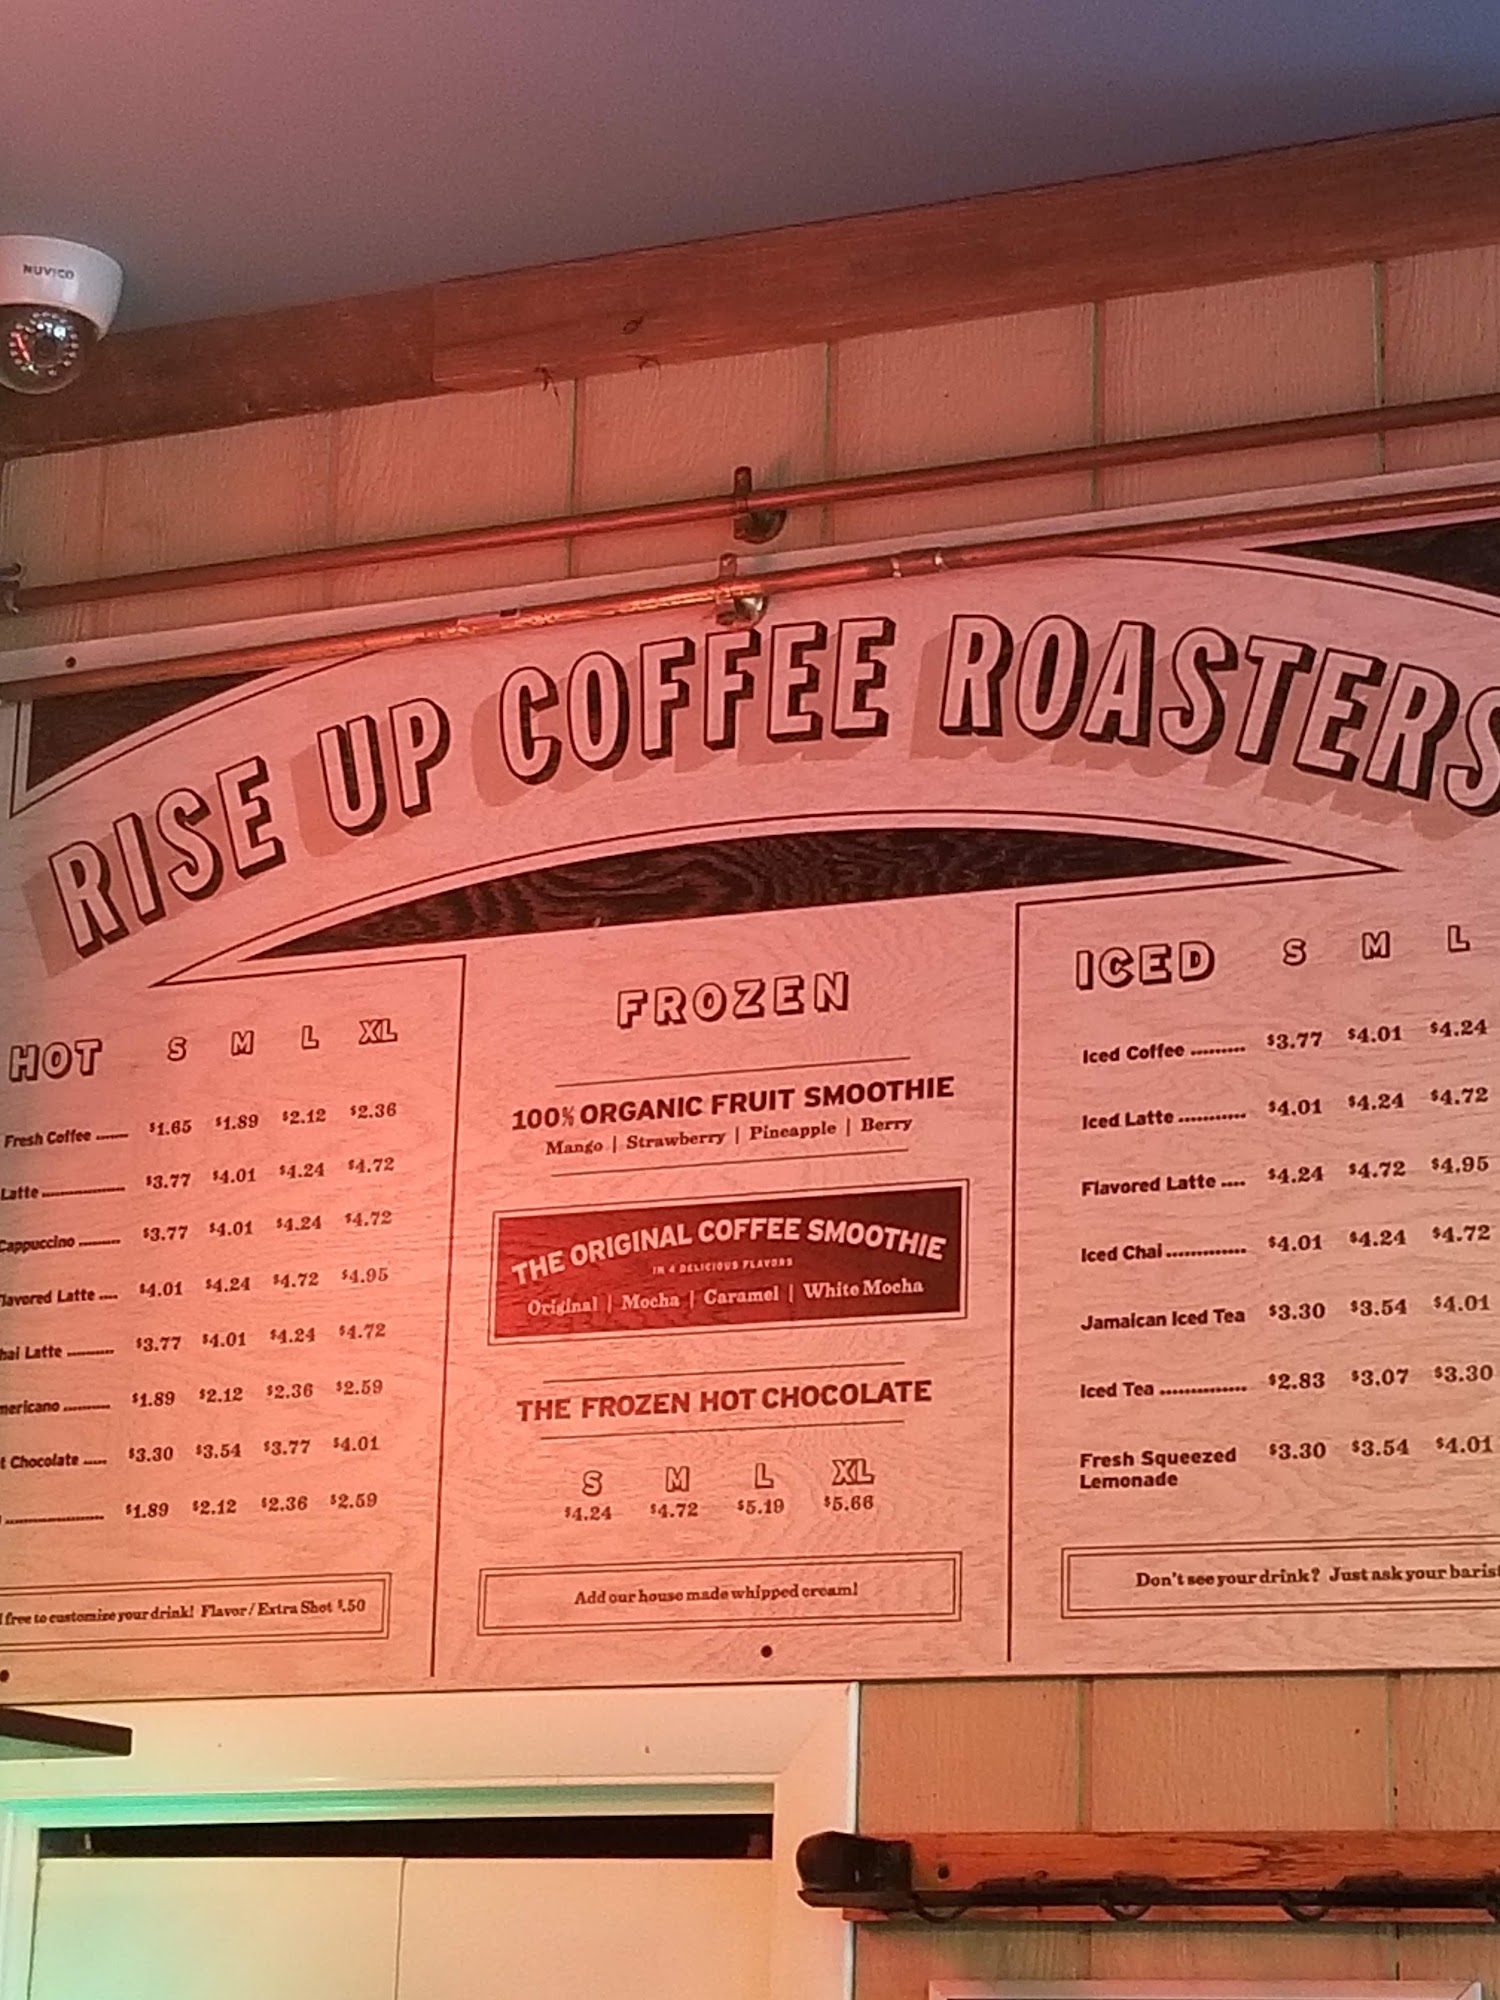 NUVICO
RISE UP COFFEE ROASTERS
HOT S M L XL
Fresh Coffee ....... $1.65 $1.89 $2.12 $2.36
Latte .................. $3.77 $4.01 $4.24 $4.72
Cappuccino ......... $3.77 $4.01 $4.24 $4.72
lavored Latte .... $4.01 $4.24 $4.72 $4.95
hai Latte .......... $3.77 $4.01 $4.24 $4.72
mericano .......... $1.89 $2.12 $2.36 $2.59
t Chocolate ..... $3.30 $3.54 $3.77 $4.01
..................... $1.89 $2.12 $2.36 $2.59
l free to customize your drink! Flavor / Extra Shot $.50
FROZEN
100% ORGANIC FRUIT SMOOTHIE
Mango | Strawberry | Pineapple | Berry
THE ORIGINAL COFFEE SMOOTHIE
IN 4 DELICIOUS FLAVORS
Original | Mocha | Caramel | White Mocha
THE FROZEN HOT CHOCOLATE
S M L XL
$4.24 $4.72 $5.19 $5.66
Add our house made whipped cream!
ICED S M L
Iced Coffee ......... $3.77 $4.01 $4.24
Iced Latte ........... $4.01 $4.24 $4.72
Flavored Latte .... $4.24 $4.72 $4.95
Iced Chai ............. $4.01 $4.24 $4.72
Jamaican Iced Tea $3.30 $3.54 $4.01
Iced Tea .............. $2.83 $3.07 $3.30
Fresh Squeezed $3.30 $3.54 $4.01
Lemonade
Don't see your drink? Just ask your baris